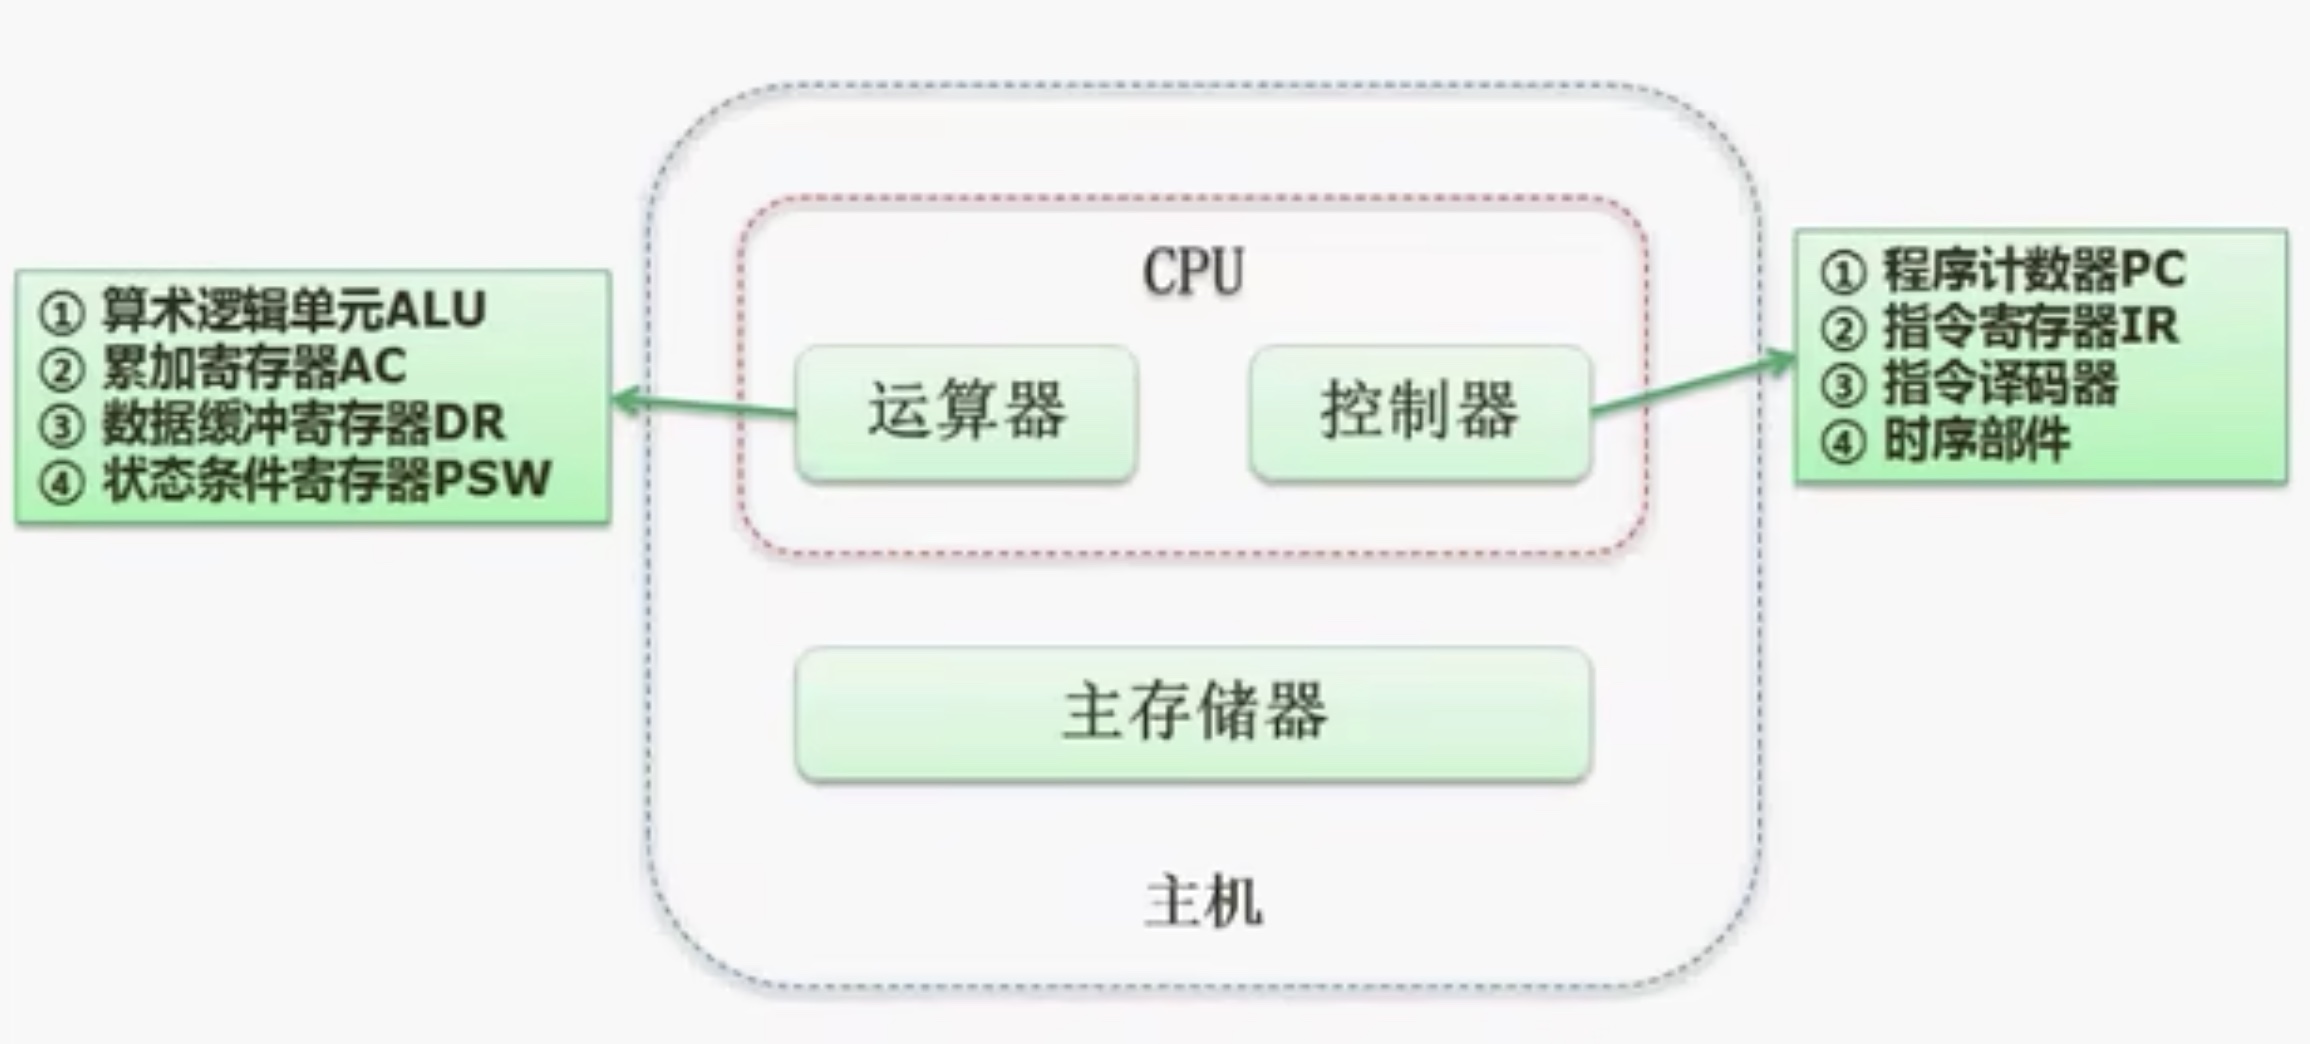 CPU
① 算术逻辑单元ALU
② 累加寄存器AC
③ 数据缓冲寄存器DR
④ 状态条件寄存器PSW
运算器
控制器
① 程序计数器PC
② 指令寄存器IR
③ 指令译码器
④ 时序部件
主存储器
主机